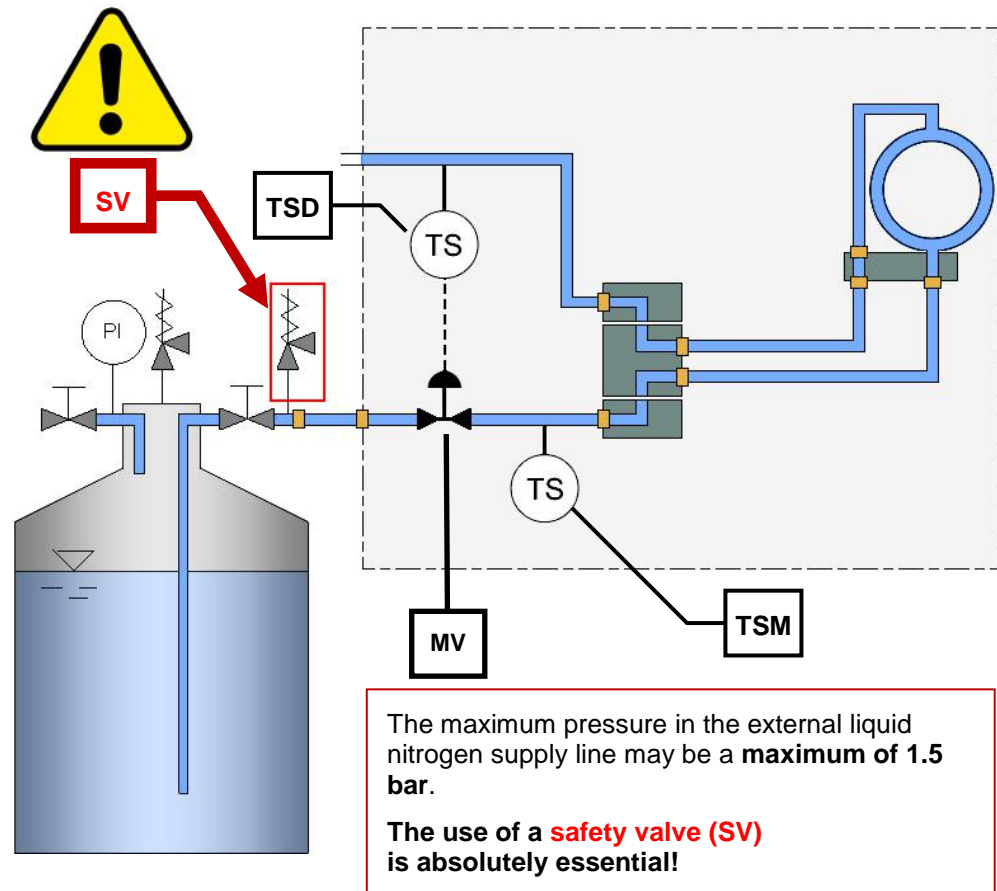 SV
TSD
TS
PI
TS
TSM
MV
The maximum pressure in the external liquid
nitrogen supply line may be a maximum of 1.5
bar.
The use of a safety valve (SV)
is absolutely essential!